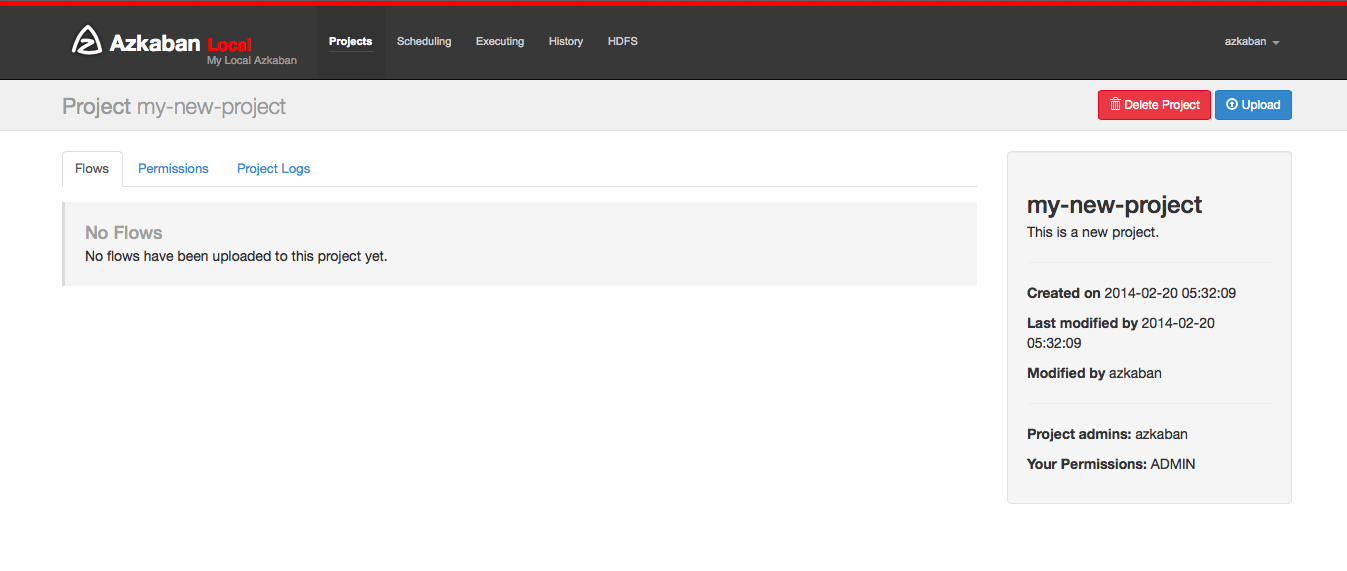 Azkaban Local
My Local Azkaban
Projects Scheduling Executing History HDFS azkaban
Project my-new-project
Delete Project Upload
Flows Permissions Project Logs
No Flows
No flows have been uploaded to this project yet.
my-new-project
This is a new project.
Created on 2014-02-20 05:32:09
Last modified by 2014-02-20
05:32:09
Modified by azkaban
Project admins: azkaban
Your Permissions: ADMIN